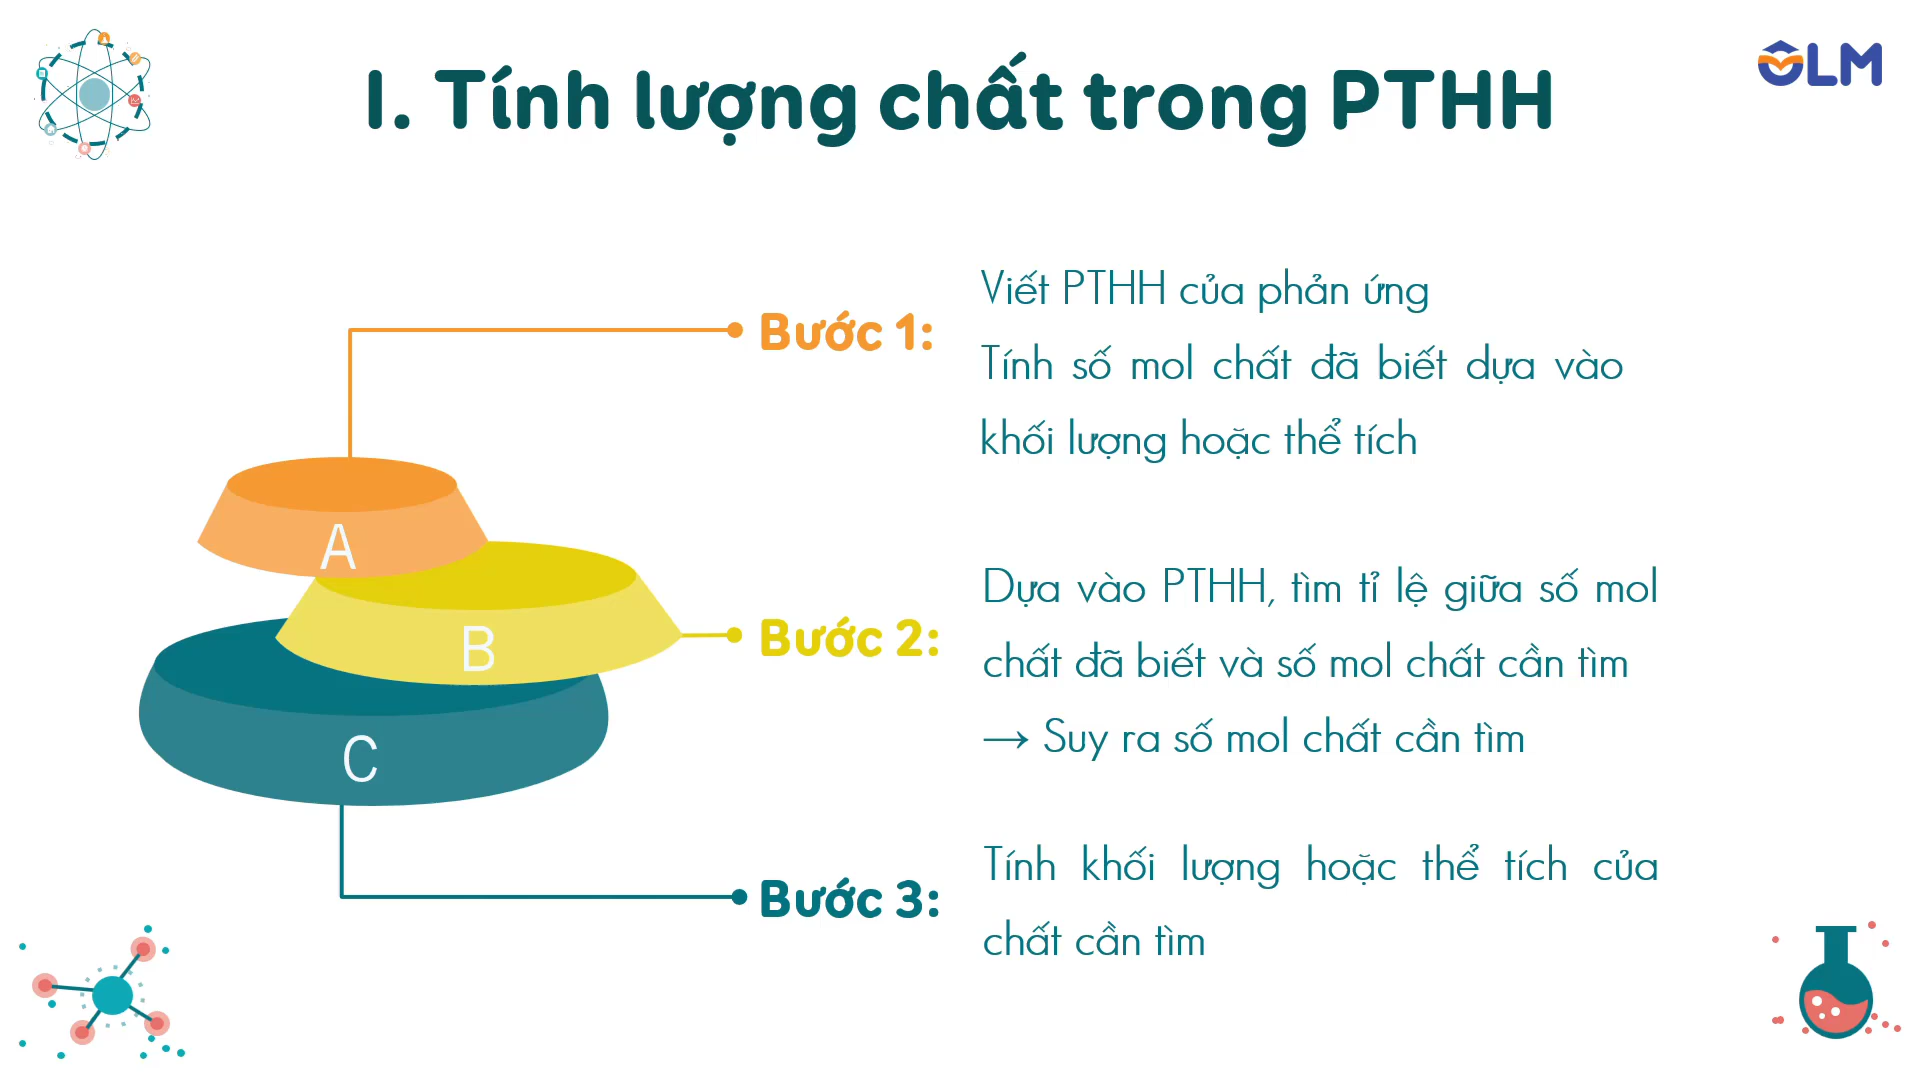 I. Tính lượng chất trong PTHH
OLM
Bước 1:
Viết PTHH của phản ứng
Tính số mol chất đã biết dựa vào
khối lượng hoặc thể tích
A
B
C
Bước 2:
Dựa vào PTHH, tìm tỉ lệ giữa số mol
chất đã biết và số mol chất cần tìm
→ Suy ra số mol chất cần tìm
Bước 3:
Tính khối lượng hoặc thể tích của
chất cần tìm